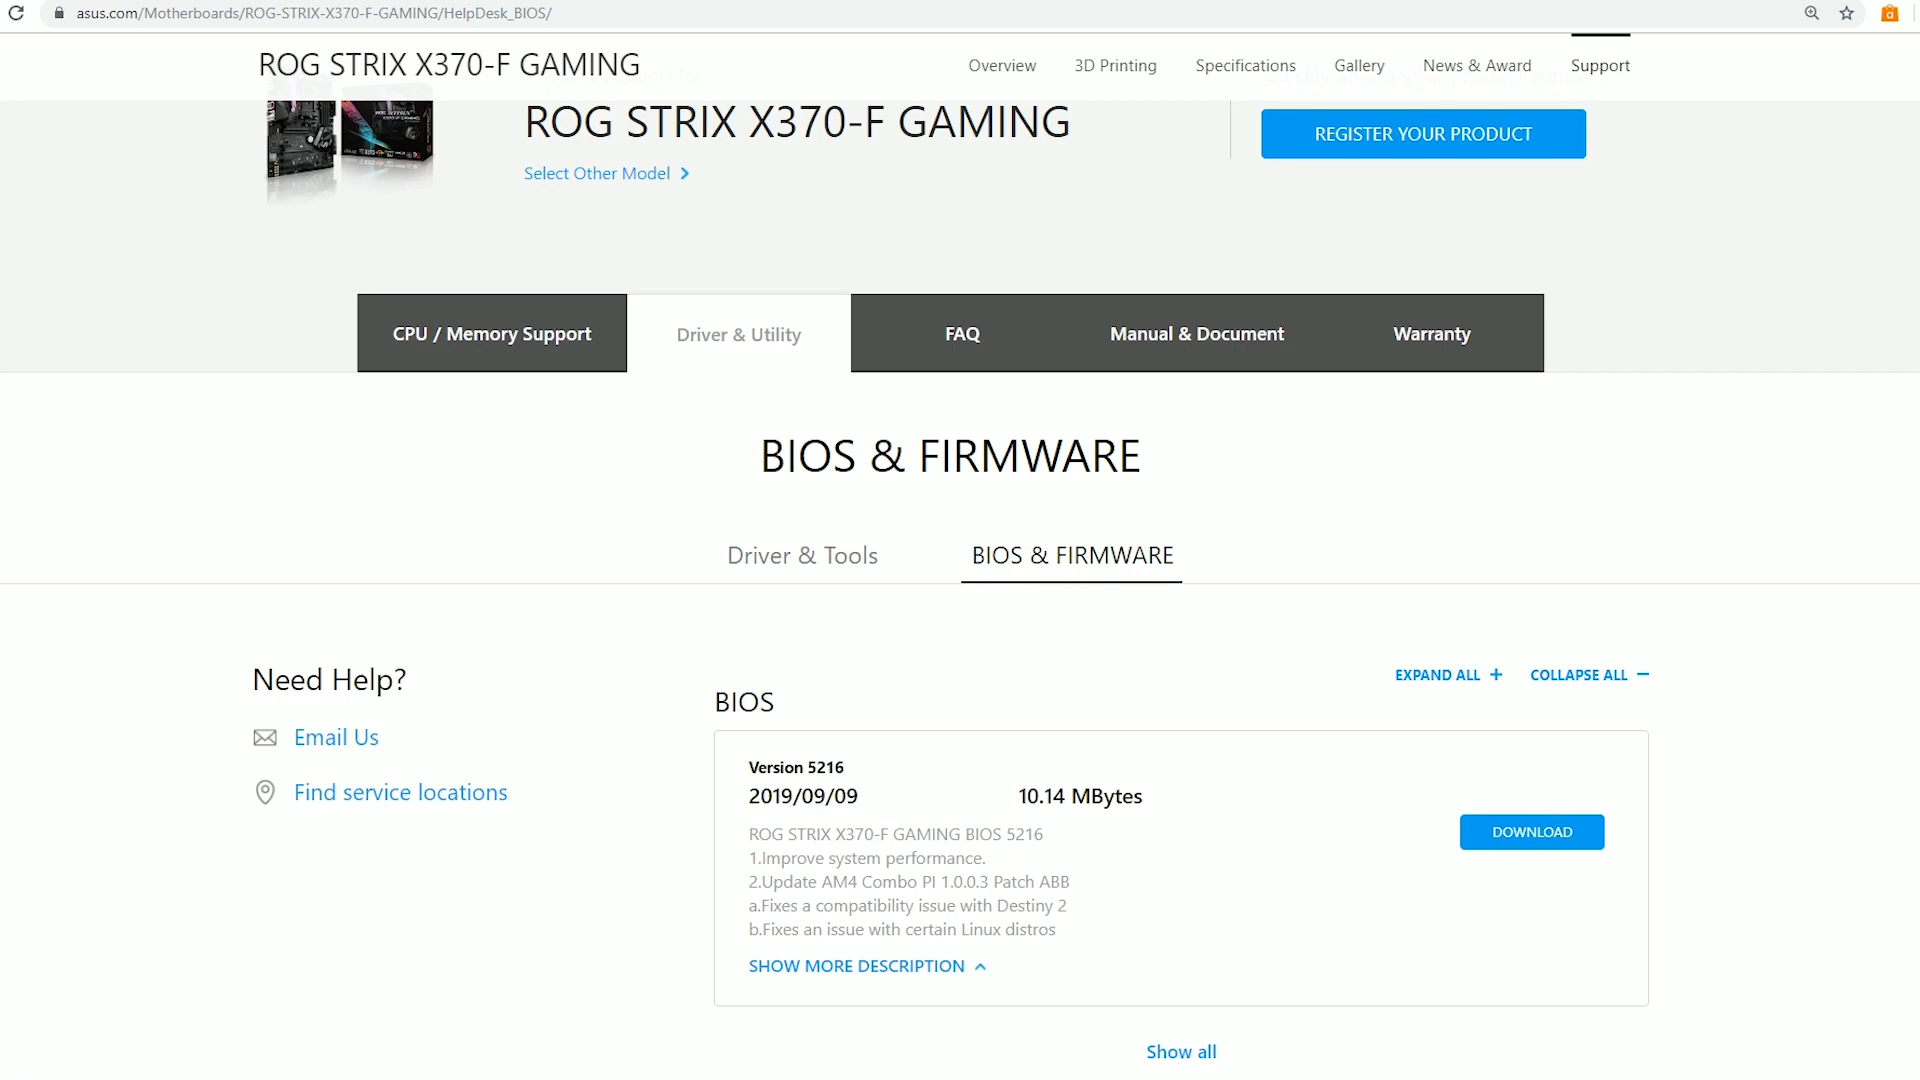 asus.com/Motherboards/ROG-STRIX-X370-F-GAMING/HelpDesk_BIOS/
ROG STRIX X370-F GAMING
Overview
3D Printing
Specifications
Gallery
News & Award
Support
ROG STRIX X370-F GAMING
Select Other Model
REGISTER YOUR PRODUCT
CPU / Memory Support
Driver & Utility
FAQ
Manual & Document
Warranty
BIOS & FIRMWARE
Driver & Tools
BIOS & FIRMWARE
Need Help?
Email Us
Find service locations
EXPAND ALL +
COLLAPSE ALL −
BIOS
Version 5216
2019/09/09
10.14 MBytes
ROG STRIX X370-F GAMING BIOS 5216
1.Improve system performance.
2.Update AM4 Combo PI 1.0.0.3 Patch ABB
a.Fixes a compatibility issue with Destiny 2
b.Fixes an issue with certain Linux distros
SHOW MORE DESCRIPTION
DOWNLOAD
Show all